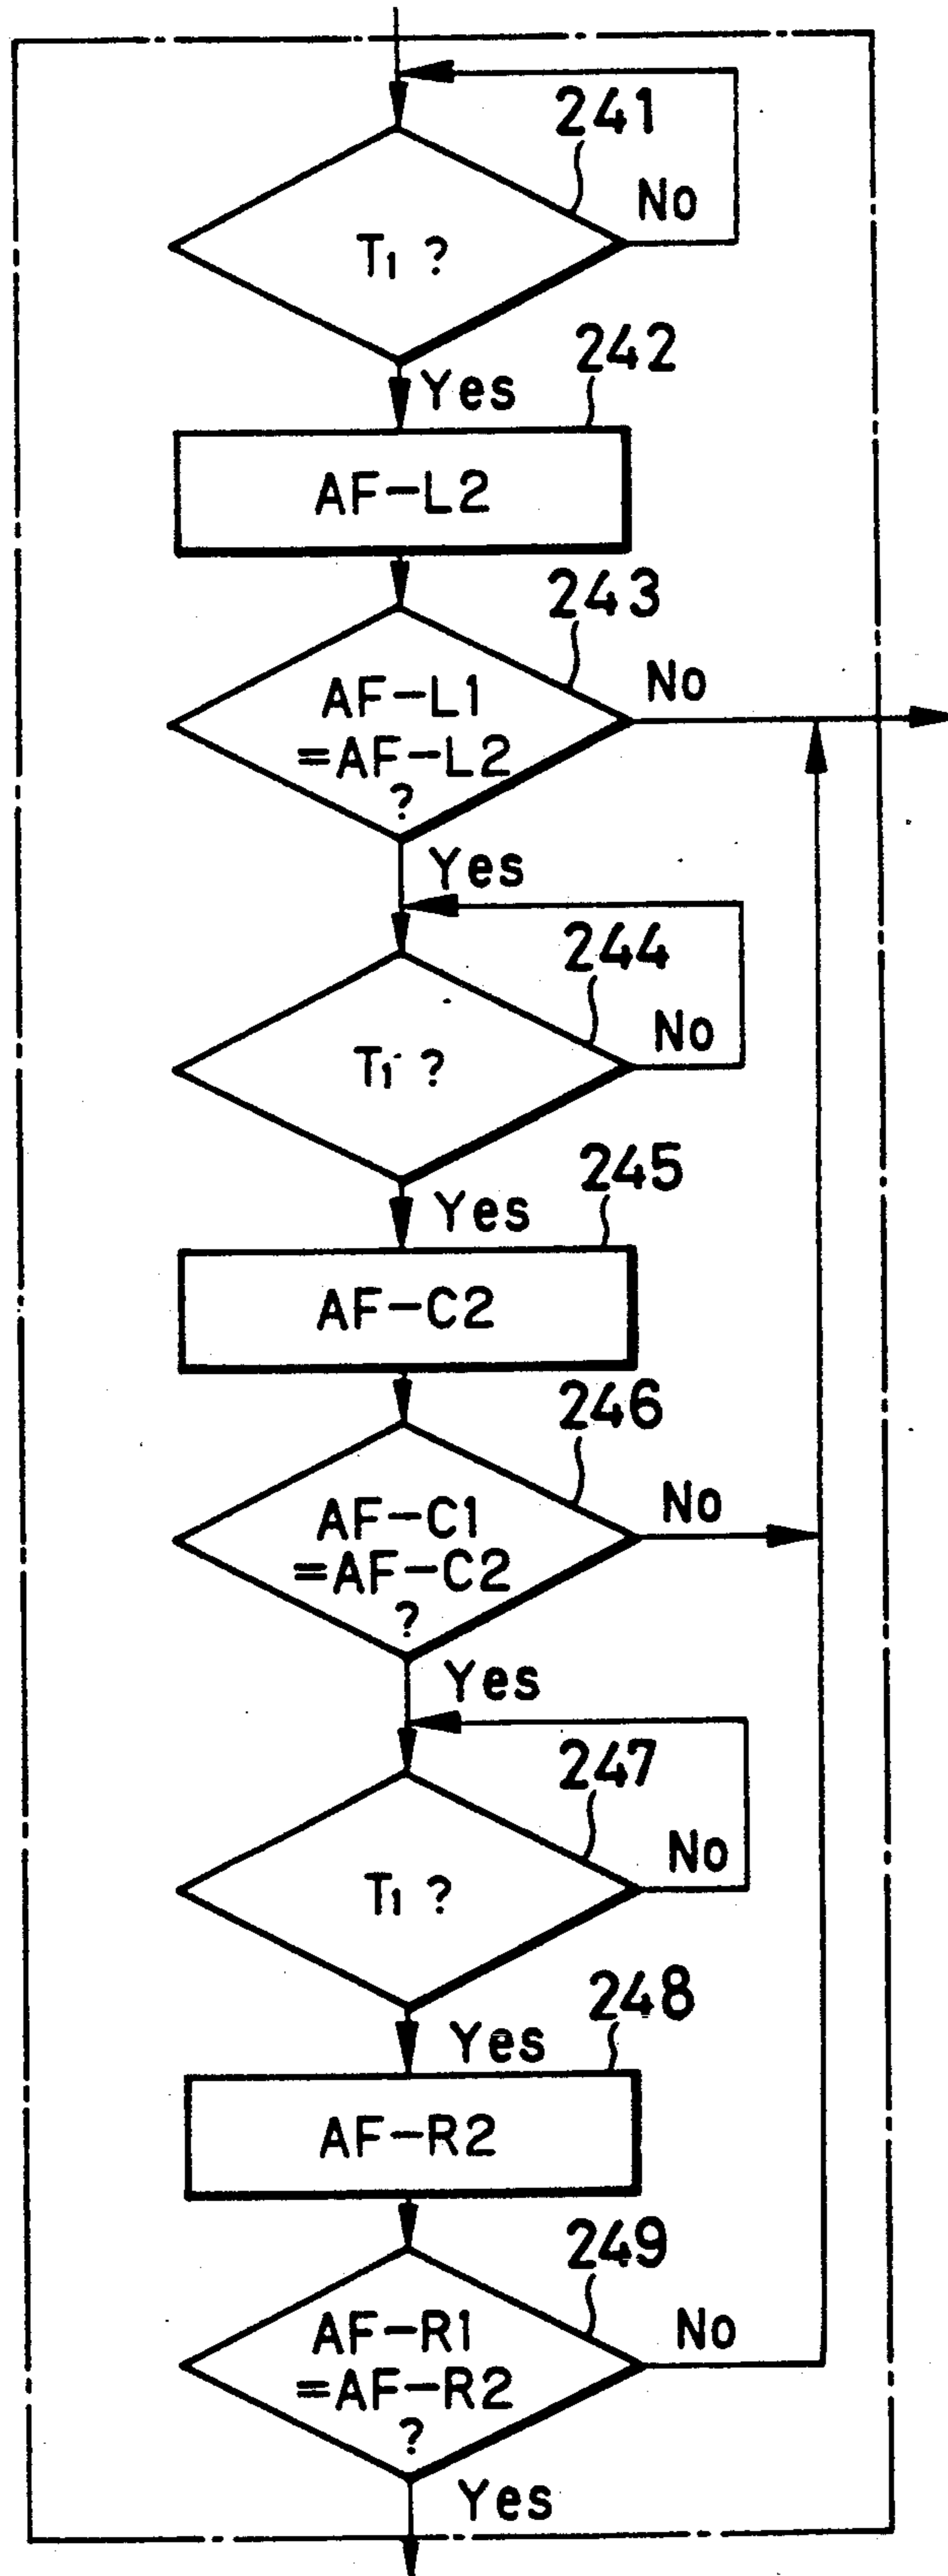 241
No
T1 ?
242
Yes
AF-L2
243
No
AF-L1
=AF-L2
?
Yes
244
No
T1 ?
245
Yes
AF-C2
246
No
AF-C1
=AF-C2
?
Yes
247
No
T1 ?
248
Yes
AF-R2
249
No
AF-R1
=AF-R2
?
Yes